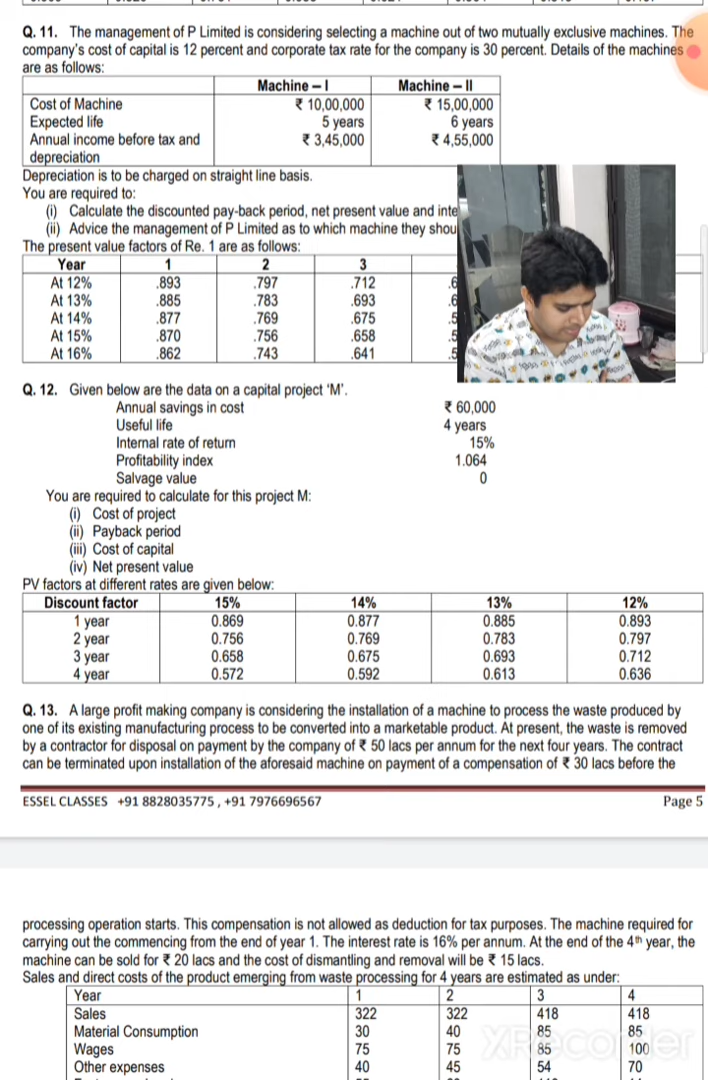 Q. 11. The management of P Limited is considering selecting a machine out of two mutually exclusive machines. The
company's cost of capital is 12 percent and corporate tax rate for the company is 30 percent. Details of the machines
are as follows:
Machine – I Machine – II
Cost of Machine ₹ 10,00,000 ₹ 15,00,000
Expected life 5 years 6 years
Annual income before tax and ₹ 3,45,000 ₹ 4,55,000
depreciation
Depreciation is to be charged on straight line basis.
You are required to:
(i) Calculate the discounted pay-back period, net present value and
(ii) Advice the management of P Limited as to which machine they
The present value factors of Re. 1 are as follows:
Year 1 2 3
At 12% .893 .797 .712
At 13% .885 .783 .693
At 14% .877 .769 .675
At 15% .870 .756 .658
At 16% .862 .743 .641
Q. 12. Given below are the data on a capital project 'M'.
Annual savings in cost ₹ 60,000
Useful life 4 years
Internal rate of return 15%
Profitability index 1.064
Salvage value 0
You are required to calculate for this project M:
(i) Cost of project
(ii) Payback period
(iii) Cost of capital
(iv) Net present value
PV factors at different rates are given below:
Discount factor 15% 14% 13% 12%
1 year 0.869 0.877 0.885 0.893
2 year 0.756 0.769 0.783 0.797
3 year 0.658 0.675 0.693 0.712
4 year 0.572 0.592 0.613 0.636
Q. 13. A large profit making company is considering the installation of a machine to process the waste produced by
one of its existing manufacturing process to be converted into a marketable product. At present, the waste is removed
by a contractor for disposal on payment by the company of ₹ 50 lacs per annum for the next four years. The contract
can be terminated upon installation of the aforesaid machine on payment of a compensation of ₹ 30 lacs before the
ESSEL CLASSES +91 8828035775 , +91 7976696567 Page 5
processing operation starts. This compensation is not allowed as deduction for tax purposes. The machine required for
carrying out the commencing from the end of year 1. The interest rate is 16% per annum. At the end of the 4th year, the
machine can be sold for ₹ 20 lacs and the cost of dismantling and removal will be ₹ 15 lacs.
Sales and direct costs of the product emerging from waste processing for 4 years are estimated as under:
Year 1 2 3 4
Sales 322 322 418 418
Material Consumption 30 40 85 85
Wages 75 75 85 100
Other expenses 40 45 54 70
XRecorder